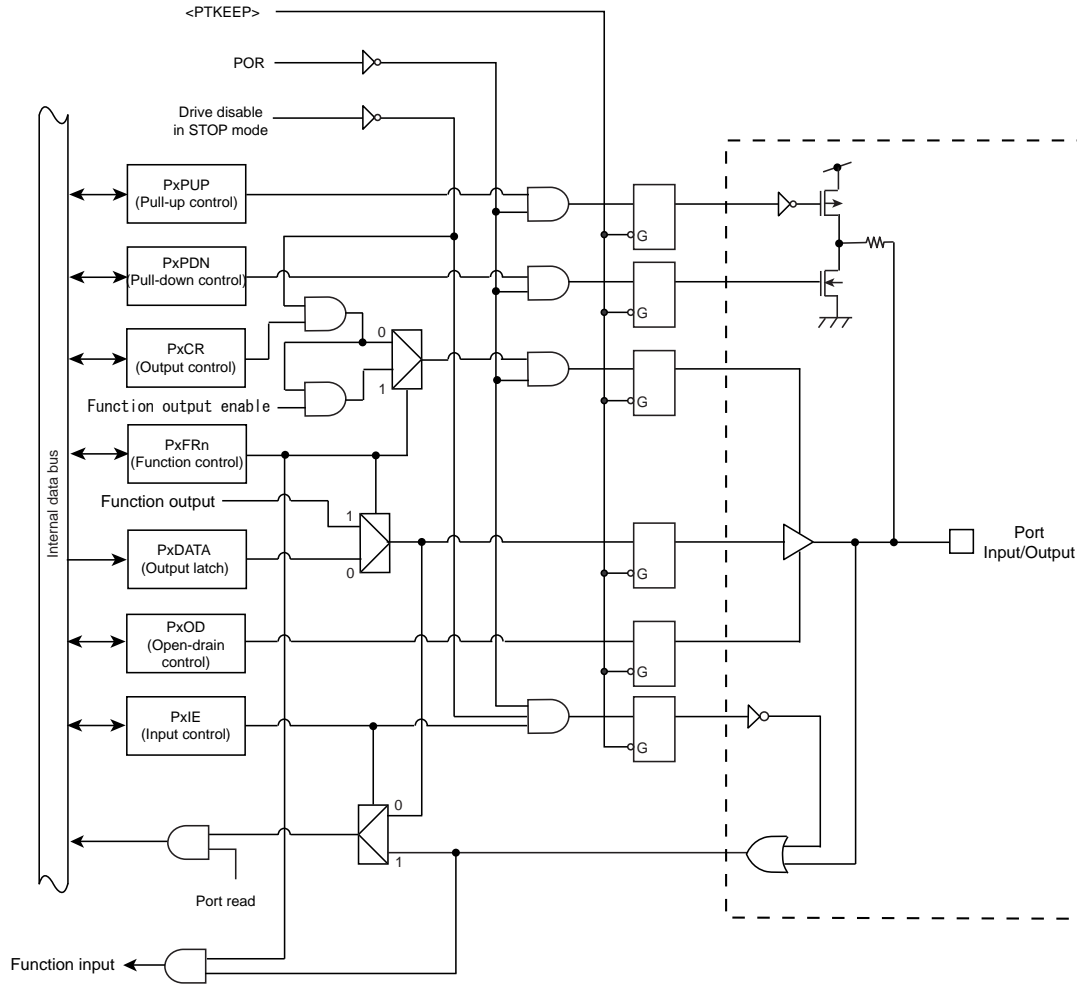 <PTKEEP>
POR
Drive disable
in STOP mode
PxPUP
(Pull-up control)
G
PxPDN
(Pull-down control)
G
PxCR
(Output control)
0
1
G
Function output enable
PxFRn
(Function control)
Internal data bus
Function output
1
0
PxDATA
(Output latch)
G
Port
Input/Output
PxOD
(Open-drain
control)
G
PxIE
(Input control)
G
0
1
Port read
Function input